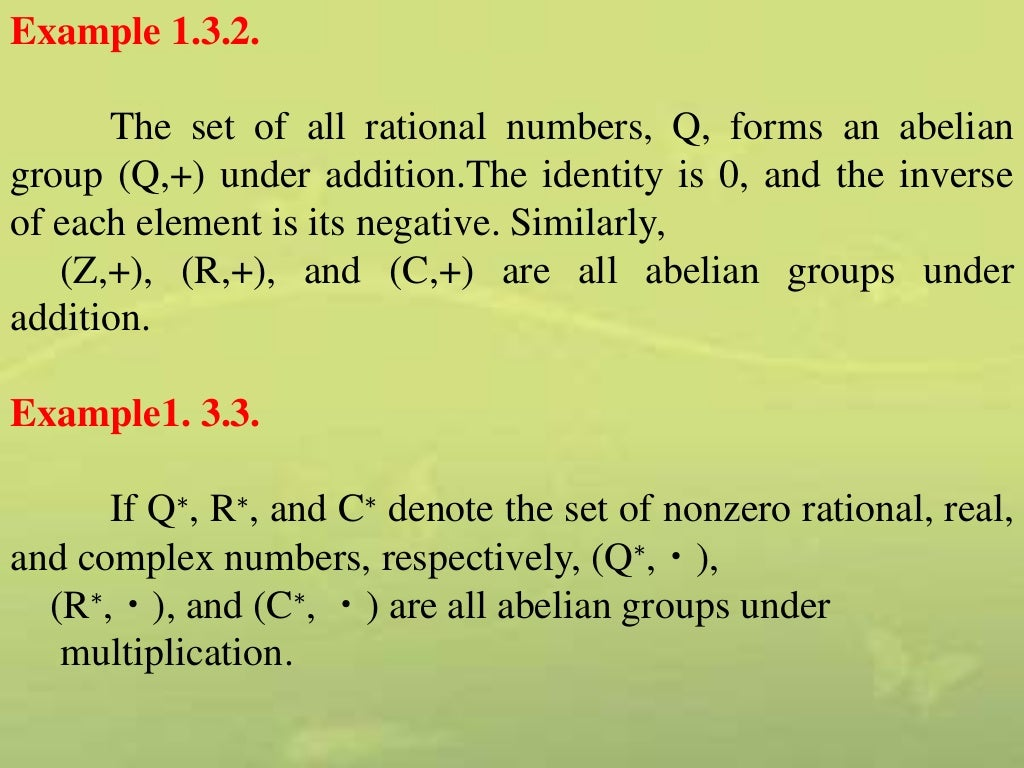 Example 1.3.2.
The set of all rational numbers, Q, forms an abelian
group (Q,+) under addition.The identity is 0, and the inverse
of each element is its negative. Similarly,
(Z,+), (R,+), and (C,+) are all abelian groups under
addition.
Example1. 3.3.
If Q∗, R∗, and C∗ denote the set of nonzero rational, real,
and complex numbers, respectively, (Q∗,・),
(R∗,・), and (C∗, ・) are all abelian groups under
multiplication.